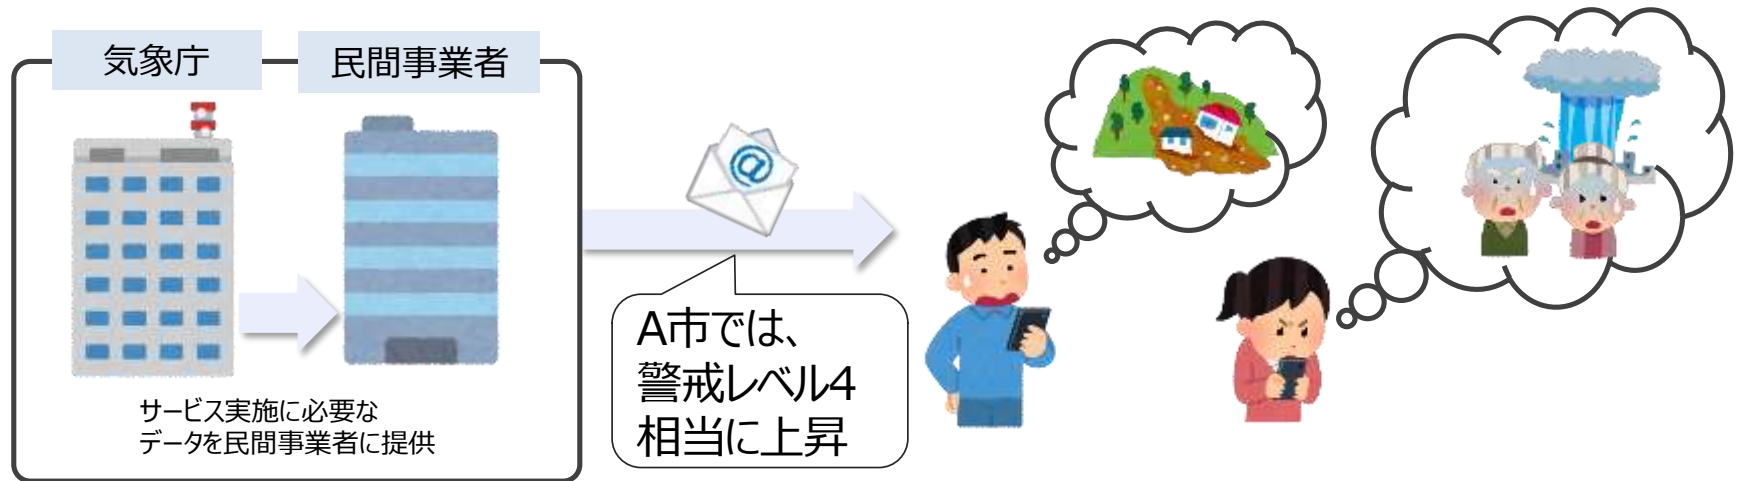 気象庁
民間事業者
サービス実施に必要な
データを民間事業者に提供
@
A市では、
警戒レベル4
相当に上昇